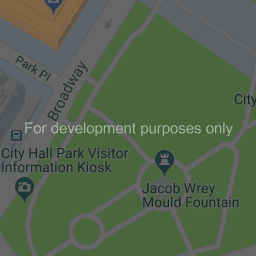 Park Pl
Broadway
City
For development purposes only
City Hall Park Visitor
Information Kiosk
Jacob Wrey
Mould Fountain